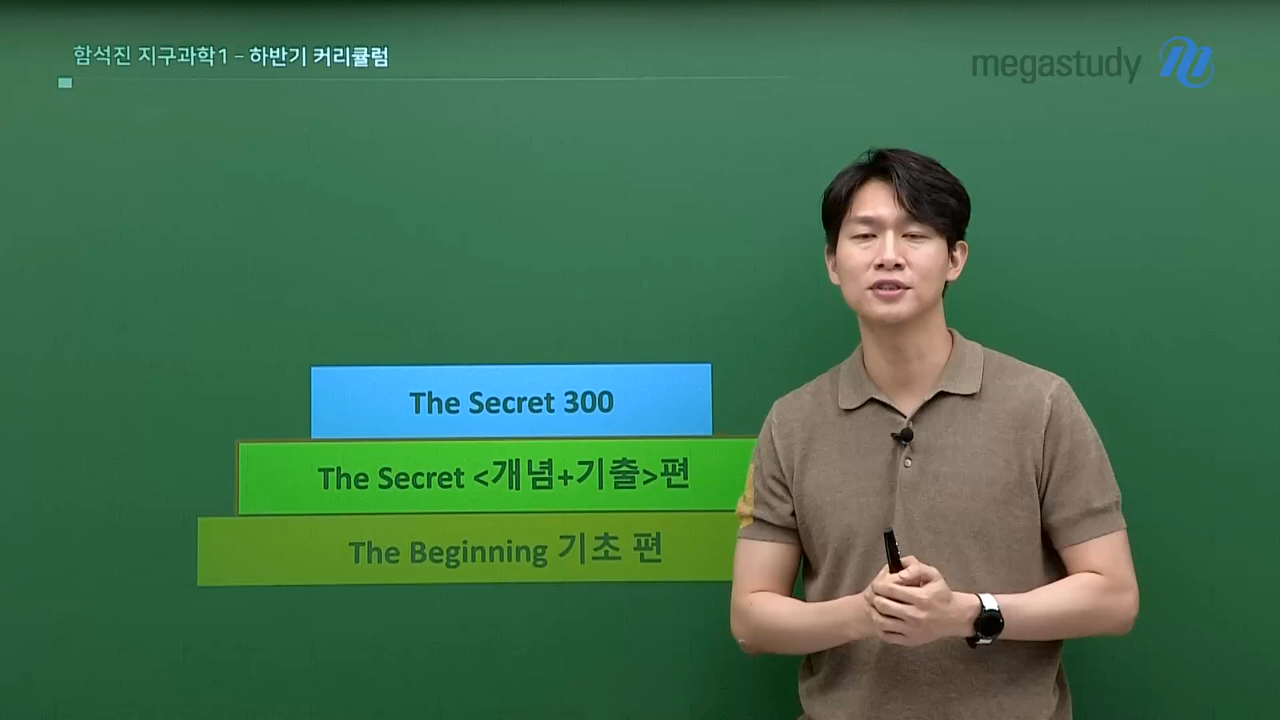 함석진 지구과학1 - 하반기 커리큘럼
megastudy
The Secret 300
The Secret <개념+기출>편
The Beginning 기초 편